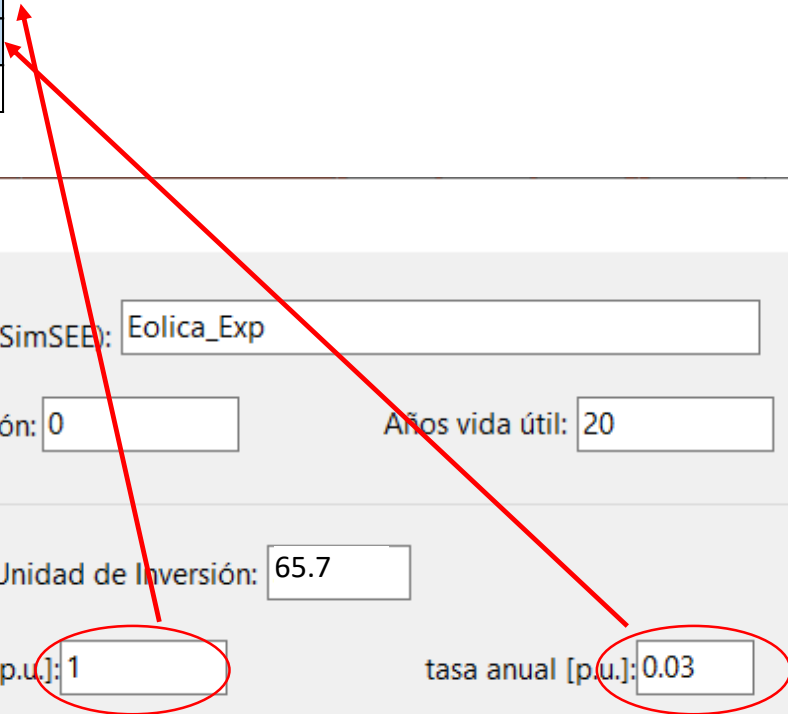 SimSEE): Eolica_Exp
ón: 0 Años vida útil: 20
Unidad de Inversión: 65.7
p.u.]: 1 tasa anual [p.u.]: 0.03